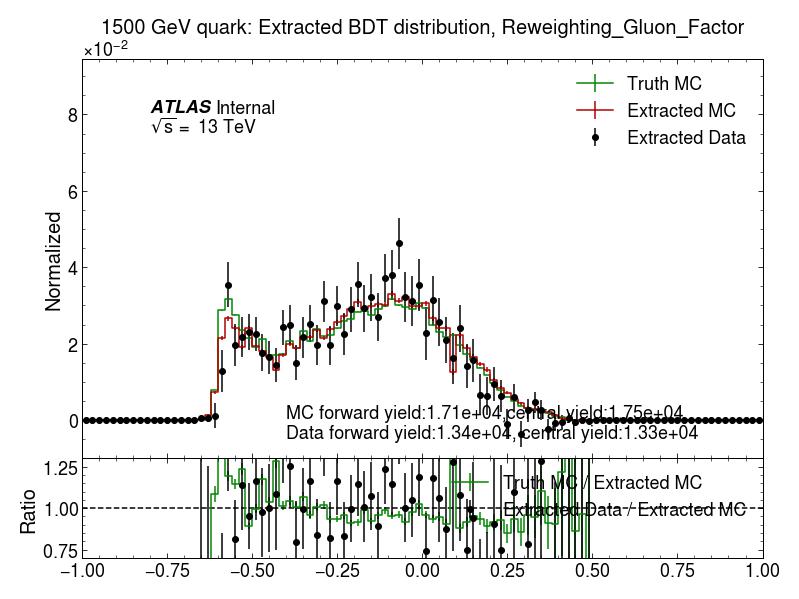 1500 GeV quark: Extracted BDT distribution, Reweighting_Gluon_Factor
×10⁻²
ATLAS Internal
√s = 13 TeV
Truth MC
Extracted MC
Extracted Data
Normalized
8
6
4
2
0
MC forward yield:1.71e+04,central yield:1.75e+04
Data forward yield:1.34e+04, central yield:1.33e+04
Ratio
1.25
1.00
0.75
Truth MC / Extracted MC
Extracted Data / Extracted MC
−1.00 −0.75 −0.50 −0.25 0.00 0.25 0.50 0.75 1.00